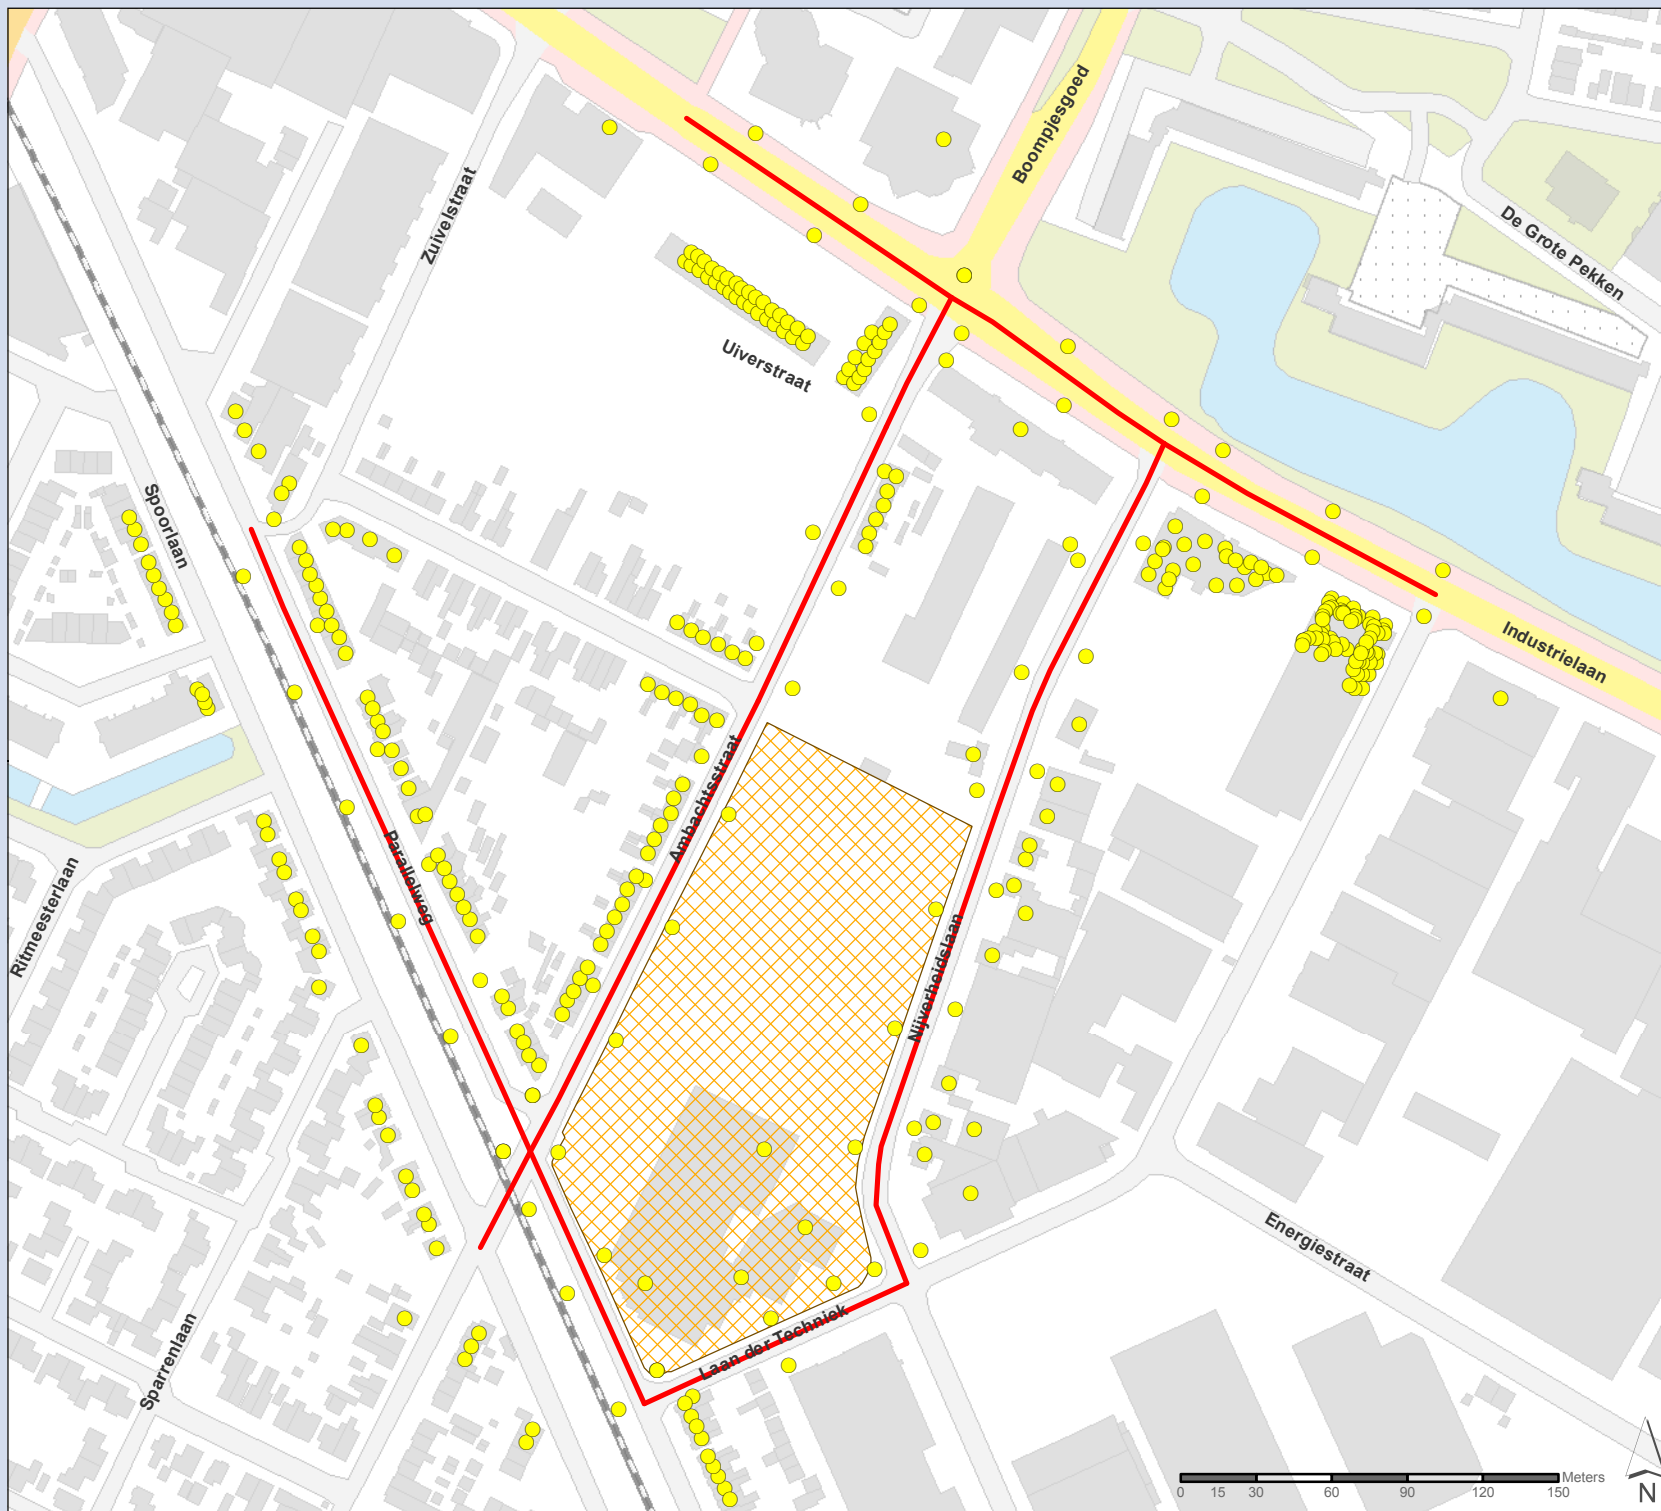 Boompjesgoed
De Grote Pekken
Zuivelstraat
Uiverstraat
Spoorlaan
Industrielaan
Ambachtsstraat
Parallelweg
Ritmeesterlaan
Nijverheidslaan
Energiestraat
Laan der Techniek
Sparrenlaan
Meters
0 15 30 60 90 120 150
N